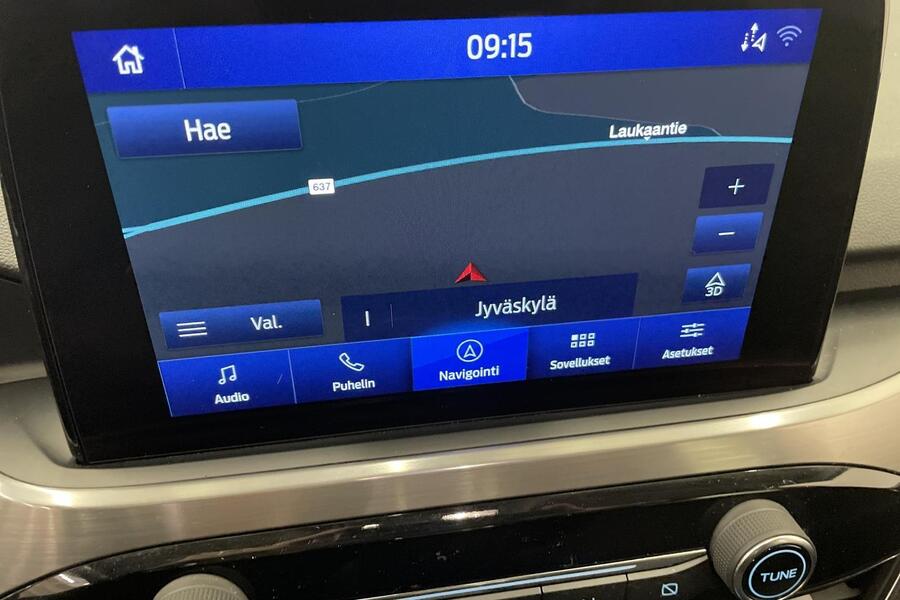 09:15
Hae
Laukaantie
637
+
−
3D
Val.
I
Jyväskylä
Audio
Puhelin
Navigointi
Sovellukset
Asetukset
TUNE